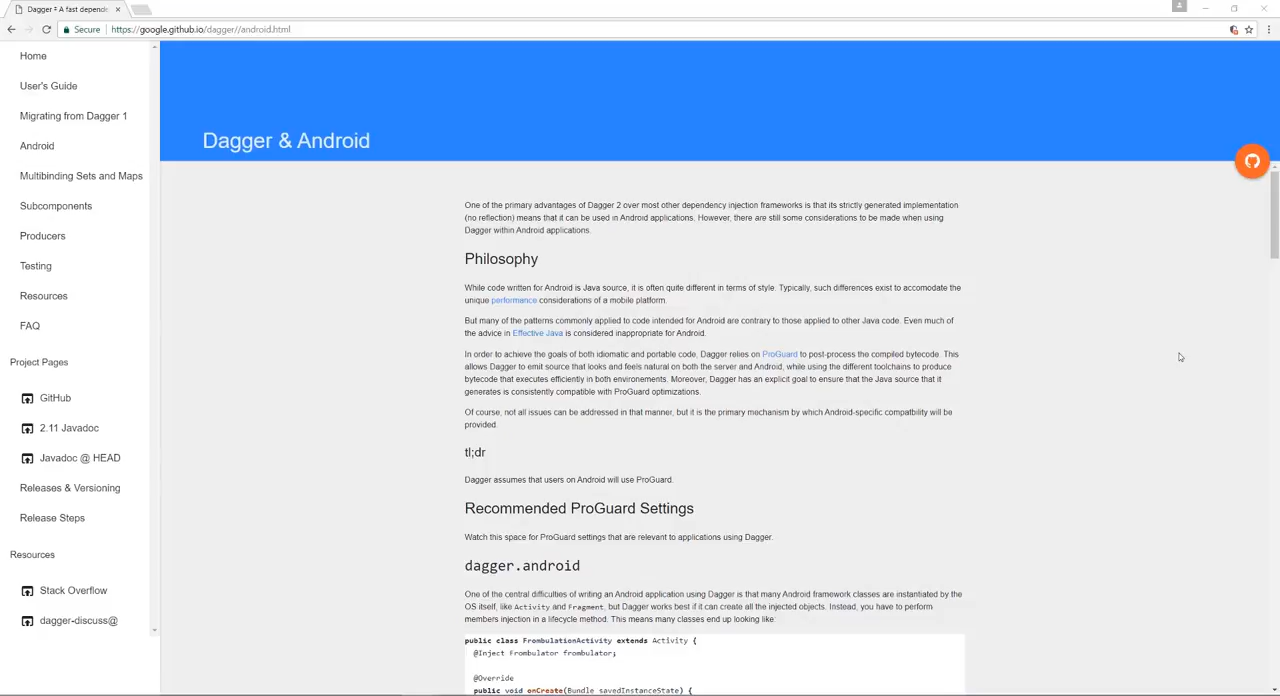 Dagger ‡ A fast depende
Secure
https://google.github.io/dagger//android.html
Home
User's Guide
Migrating from Dagger 1
Android
Multibinding Sets and Maps
Subcomponents
Producers
Testing
Resources
FAQ
Project Pages
GitHub
2.11 Javadoc
Javadoc @ HEAD
Releases & Versioning
Release Steps
Resources
Stack Overflow
dagger-discuss@
Dagger & Android
One of the primary advantages of Dagger 2 over most other dependency injection frameworks is that its strictly generated implementation
(no reflection) means that it can be used in Android applications. However, there are still some considerations to be made when using
Dagger within Android applications.
Philosophy
While code written for Android is Java source, it is often quite different in terms of style. Typically, such differences exist to accomodate the
unique performance considerations of a mobile platform.
But many of the patterns commonly applied to code intended for Android are contrary to those applied to other Java code. Even much of
the advice in Effective Java is considered inappropriate for Android.
In order to achieve the goals of both idiomatic and portable code, Dagger relies on ProGuard to post-process the compiled bytecode. This
allows Dagger to emit source that looks and feels natural on both the server and Android, while using the different toolchains to produce
bytecode that executes efficiently in both environements. Moreover, Dagger has an explicit goal to ensure that the Java source that it
generates is consistently compatible with ProGuard optimizations.
Of course, not all issues can be addressed in that manner, but it is the primary mechanism by which Android-specific compatbility will be
provided.
tl;dr
Dagger assumes that users on Android will use ProGuard.
Recommended ProGuard Settings
Watch this space for ProGuard settings that are relevant to applications using Dagger.
dagger.android
One of the central difficulties of writing an Android application using Dagger is that many Android framework classes are instantiated by the
OS itself, like Activity and Fragment, but Dagger works best if it can create all the injected objects. Instead, you have to perform
members injection in a lifecycle method. This means many classes end up looking like:
public class FrombulationActivity extends Activity {
@Inject Frombulator frombulator;
@Override
public void onCreate(Bundle savedInstanceState) {